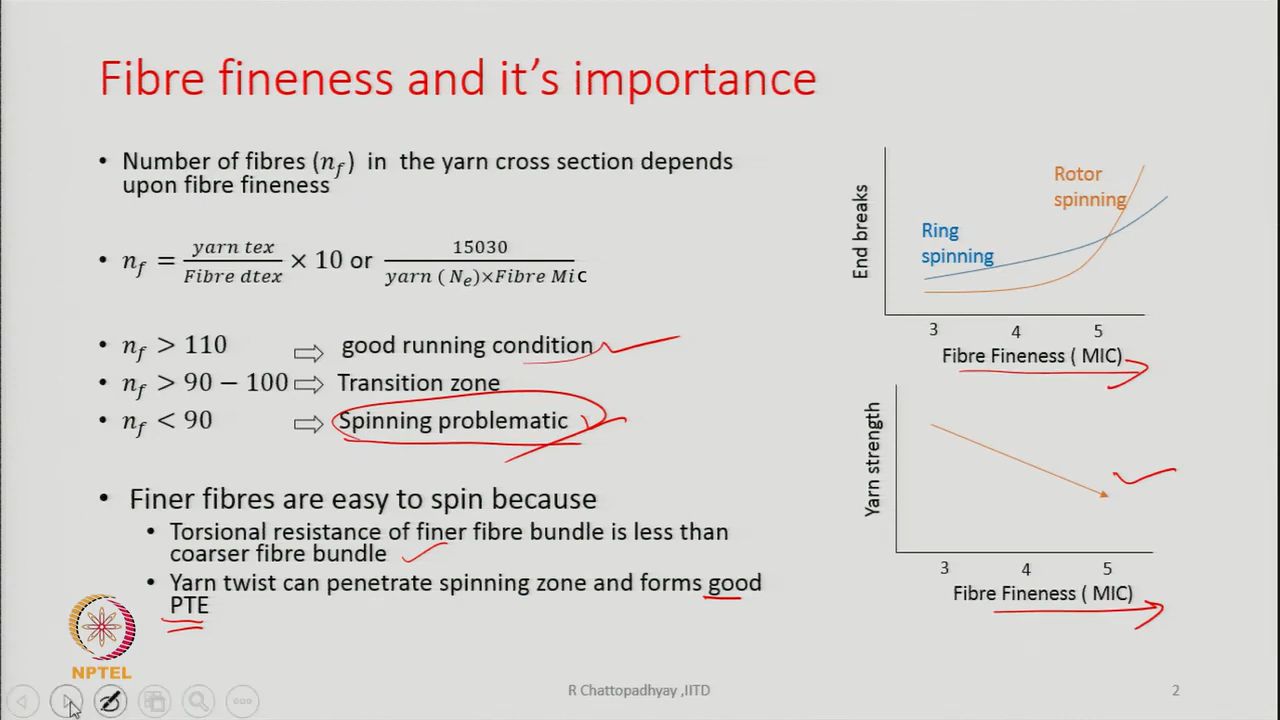 Fibre fineness and it's importance
• Number of fibres (n_f) in the yarn cross section depends
upon fibre fineness
• n_f = yarn tex / Fibre dtex × 10 or 15030 / yarn (N_e)×Fibre Mic
• n_f > 110 ⇨ good running condition
• n_f > 90 − 100 ⇨ Transition zone
• n_f < 90 ⇨ Spinning problematic
• Finer fibres are easy to spin because
• Torsional resistance of finer fibre bundle is less than
coarser fibre bundle
• Yarn twist can penetrate spinning zone and forms good
PTE
End breaks
Rotor
spinning
Ring
spinning
3 4 5
Fibre Fineness ( MIC)
Yarn strength
3 4 5
Fibre Fineness ( MIC)
NPTEL
R Chattopadhyay ,IITD
2